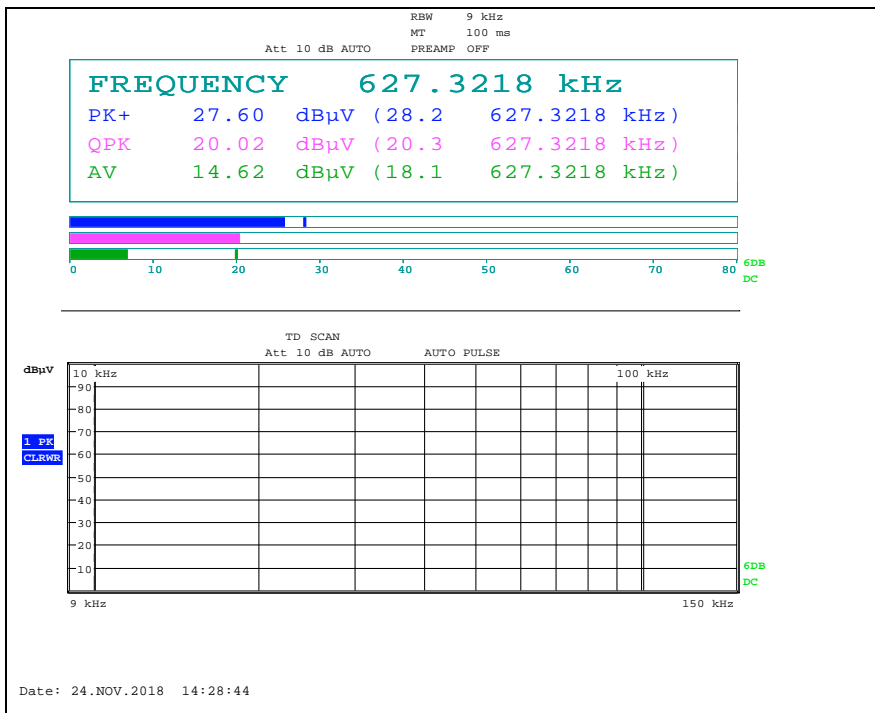 RBW 9 kHz
MT 100 ms
Att 10 dB AUTO PREAMP OFF
FREQUENCY 627.3218 kHz
PK+ 27.60 dBµV (28.2 627.3218 kHz)
QPK 20.02 dBµV (20.3 627.3218 kHz)
AV 14.62 dBµV (18.1 627.3218 kHz)
0 10 20 30 40 50 60 70 80
6DB
DC
TD SCAN
Att 10 dB AUTO AUTO PULSE
dBµV
10 kHz 100 kHz
90
80
70
1 PK
CLRWR
60
50
40
30
20
10
6DB
DC
9 kHz 150 kHz
Date: 24.NOV.2018 14:28:44